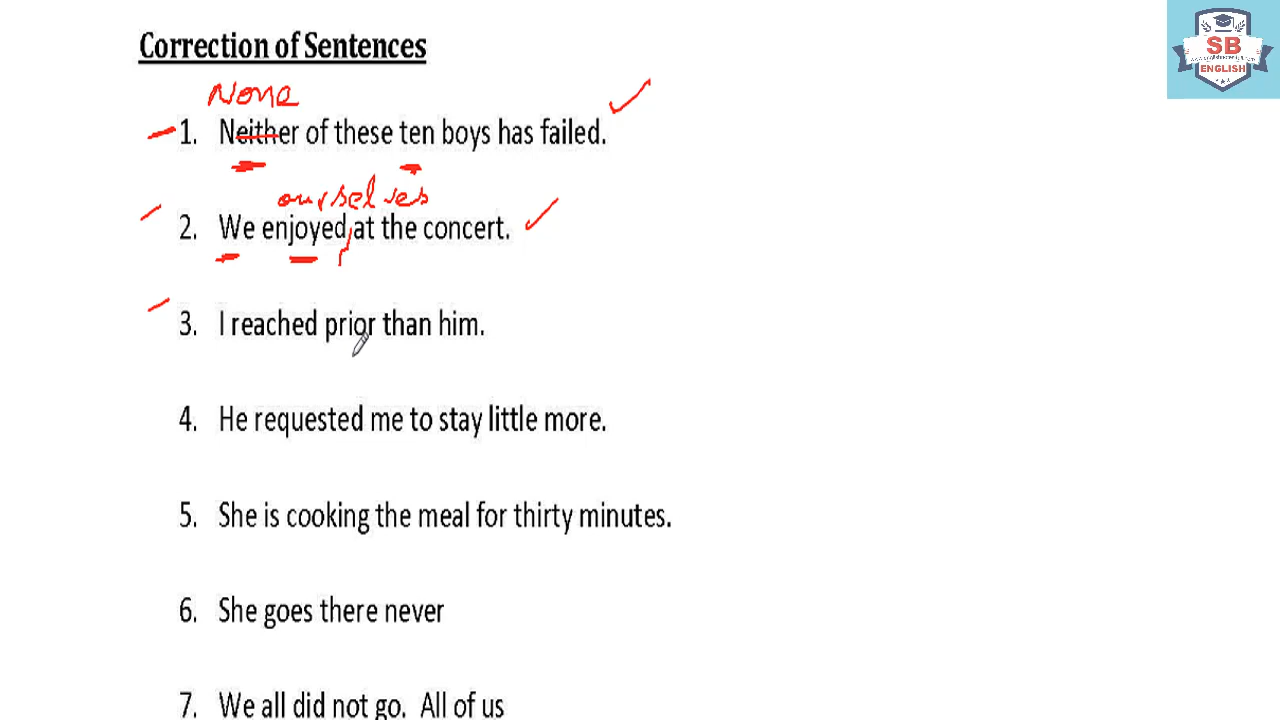 Correction of Sentences
SB
ENGLISH
None
1. Neither of these ten boys has failed.
ourselves
2. We enjoyed at the concert.
3. I reached prior than him.
4. He requested me to stay little more.
5. She is cooking the meal for thirty minutes.
6. She goes there never
7. We all did not go. All of us